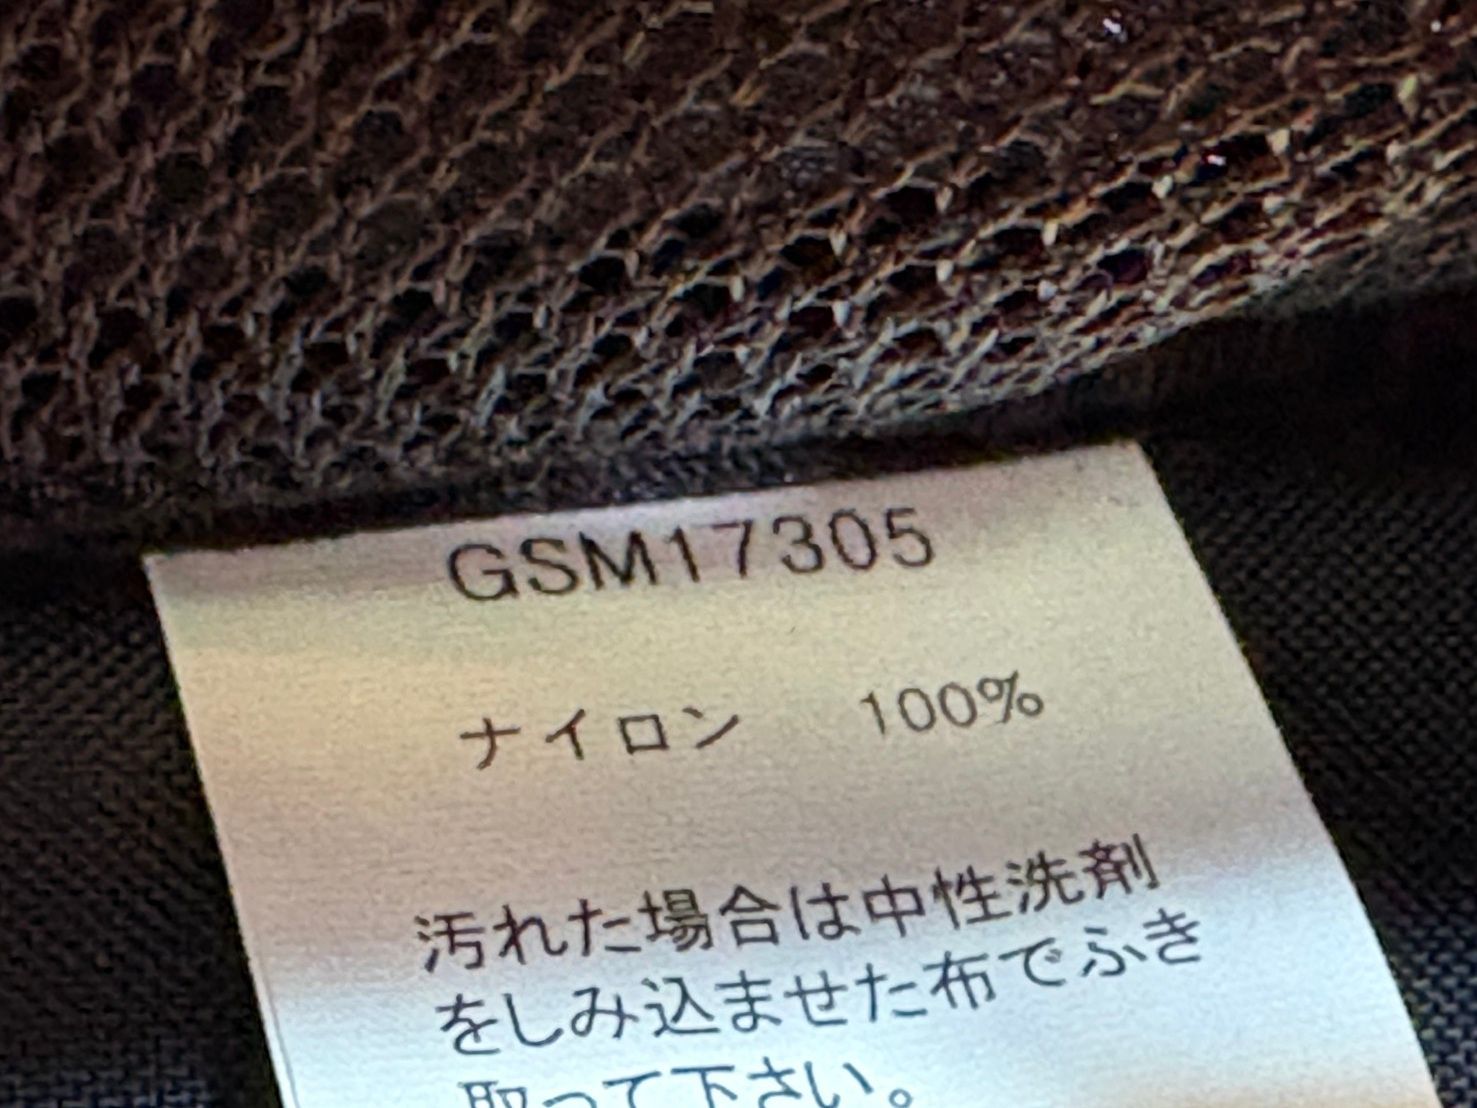 GSM17305
ナイロン 100%
汚れた場合は中性洗剤
をしみ込ませた布でふき
取って下さい。